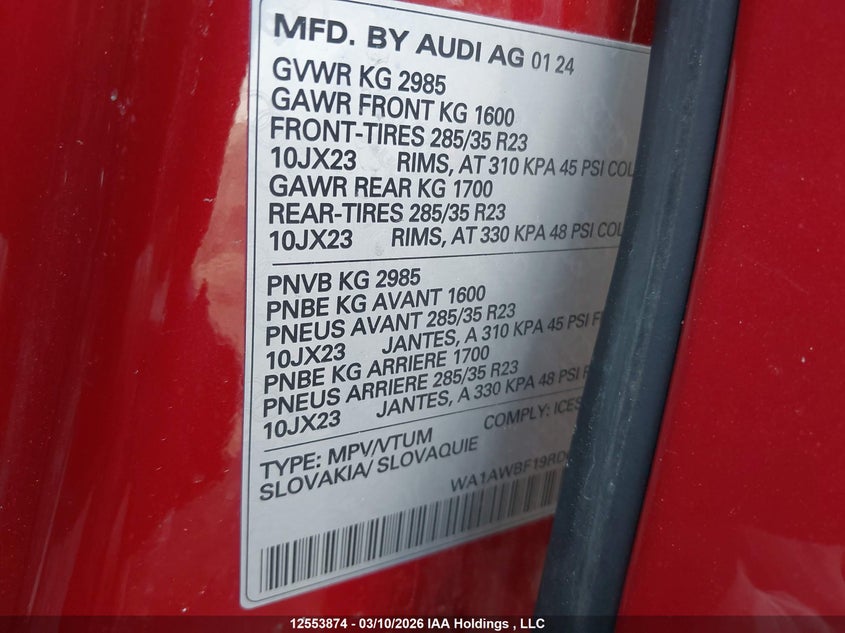 MFD. BY AUDI AG 01 24
GVWR KG 2985
GAWR FRONT KG 1600
FRONT-TIRES 285/35 R23
10JX23 RIMS, AT 310 KPA 45 PSI COL
GAWR REAR KG 1700
REAR-TIRES 285/35 R23
10JX23 RIMS, AT 330 KPA 48 PSI COL
PNVB KG 2985
PNBE KG AVANT 1600
PNEUS AVANT 285/35 R23
10JX23 JANTES, A 310 KPA 45 PSI F
PNBE KG ARRIERE 1700
PNEUS ARRIERE 285/35 R23
10JX23 JANTES, A 330 KPA 48 PSI
COMPLY: ICES
TYPE: MPV/VTUM
SLOVAKIA/ SLOVAQUIE
WA1AWBF19RD
12553874 - 03/10/2026 IAA Holdings , LLC